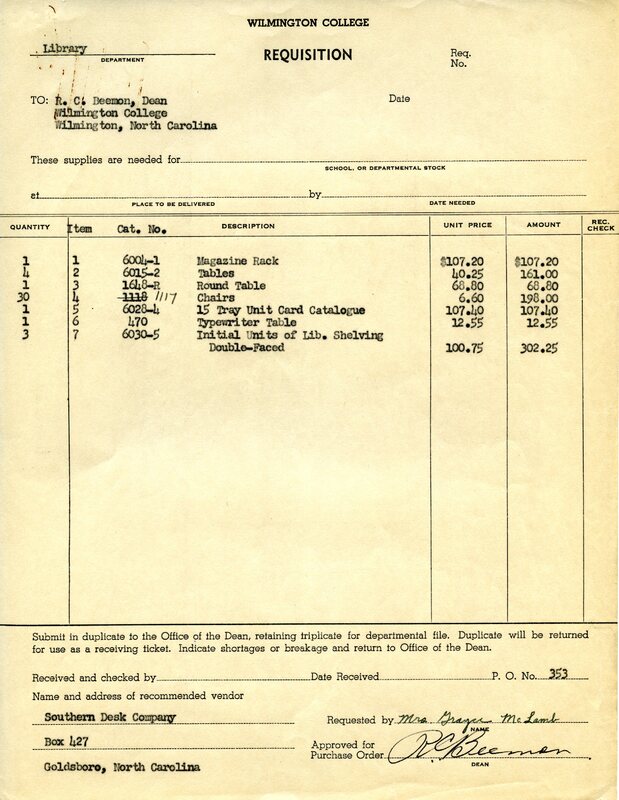 WILMINGTON COLLEGE
Library
DEPARTMENT
REQUISITION
Req.
No.
TO: R. C. Beemon, Dean
Wilmington College
Wilmington, North Carolina
Date
These supplies are needed for
SCHOOL, OR DEPARTMENTAL STOCK
at by
PLACE TO BE DELIVERED DATE NEEDED
QUANTITY Item Cat. No. DESCRIPTION UNIT PRICE AMOUNT REC. CHECK
1 1 6004-1 Magazine Rack $107.20 $107.20
4 2 6015-2 Tables 40.25 161.00
1 3 1648-R Round Table 68.80 68.80
30 4 1118 1117 Chairs 6.60 198.00
1 5 6028-4 15 Tray Unit Card Catalogue 107.40 107.40
1 6 470 Typewriter Table 12.55 12.55
3 7 6030-5 Initial Units of Lib. Shelving
Double-Faced 100.75 302.25
Submit in duplicate to the Office of the Dean, retaining triplicate for departmental file. Duplicate will be returned
for use as a receiving ticket. Indicate shortages or breakage and return to Office of the Dean.
Received and checked by Date Received P. O. No. 353
Name and address of recommended vendor
Southern Desk Company
Box 427
Goldsboro, North Carolina
Requested by Mrs. McLamb
NAME
Approved for
Purchase Order R C Beemon
DEAN